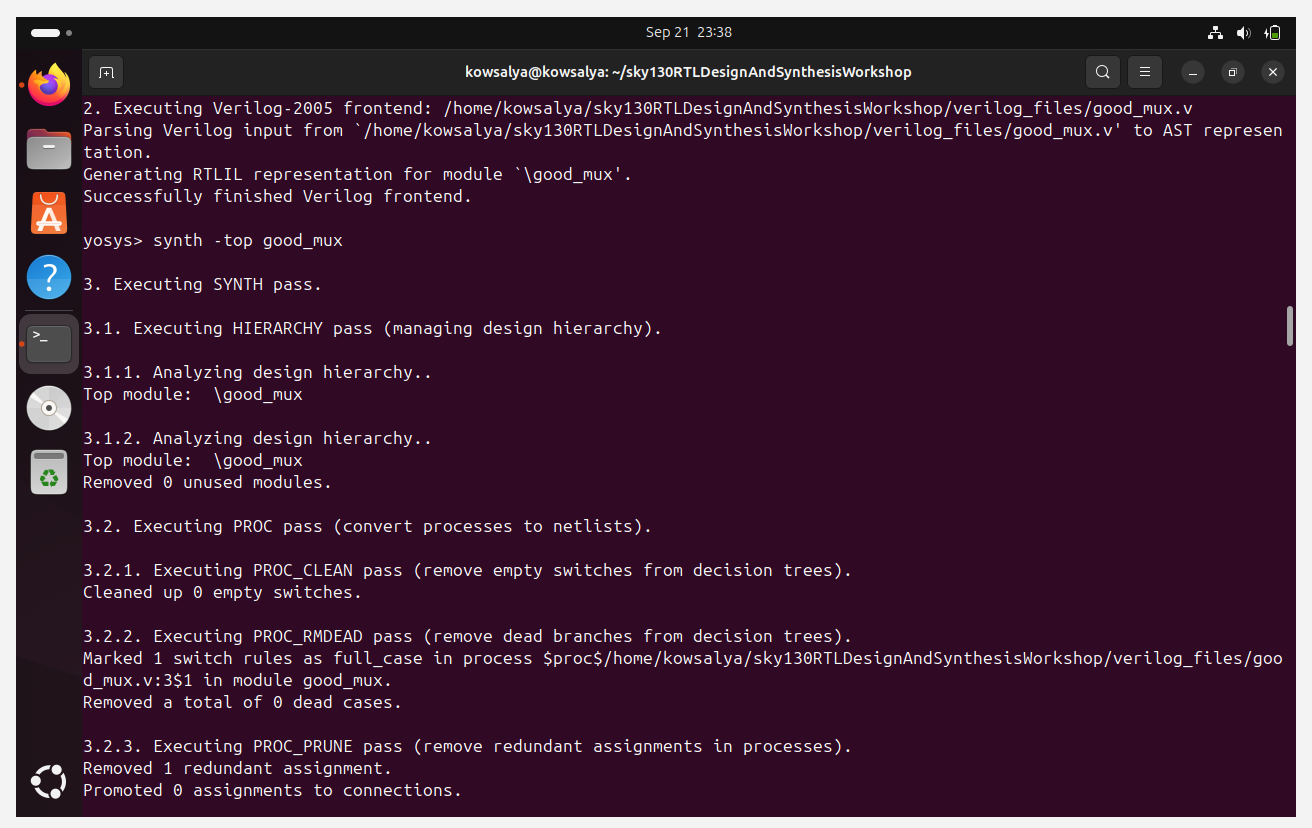 Sep 21 23:38
kowsalya@kowsalya: ~/sky130RTLDesignAndSynthesisWorkshop
2. Executing Verilog-2005 frontend: /home/kowsalya/sky130RTLDesignAndSynthesisWorkshop/verilog_files/good_mux.v
Parsing Verilog input from `/home/kowsalya/sky130RTLDesignAndSynthesisWorkshop/verilog_files/good_mux.v' to AST represen
tation.
Generating RTLIL representation for module `\good_mux'.
Successfully finished Verilog frontend.
yosys> synth -top good_mux
3. Executing SYNTH pass.
3.1. Executing HIERARCHY pass (managing design hierarchy).
3.1.1. Analyzing design hierarchy..
Top module:  \good_mux
3.1.2. Analyzing design hierarchy..
Top module:  \good_mux
Removed 0 unused modules.
3.2. Executing PROC pass (convert processes to netlists).
3.2.1. Executing PROC_CLEAN pass (remove empty switches from decision trees).
Cleaned up 0 empty switches.
3.2.2. Executing PROC_RMDEAD pass (remove dead branches from decision trees).
Marked 1 switch rules as full_case in process $proc$/home/kowsalya/sky130RTLDesignAndSynthesisWorkshop/verilog_files/goo
d_mux.v:3$1 in module good_mux.
Removed a total of 0 dead cases.
3.2.3. Executing PROC_PRUNE pass (remove redundant assignments in processes).
Removed 1 redundant assignment.
Promoted 0 assignments to connections.